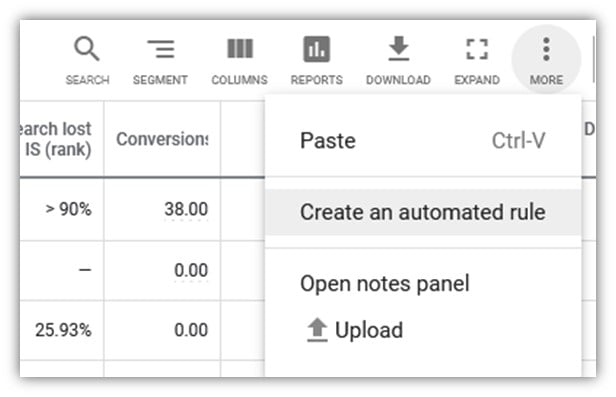 SEARCH SEGMENT COLUMNS REPORTS DOWNLOAD EXPAND MORE
lost
IS (rank) Conversions D
Paste Ctrl-V
> 90% 38.00
Create an automated rule
— 0.00
Open notes panel
25.93% 0.00
Upload